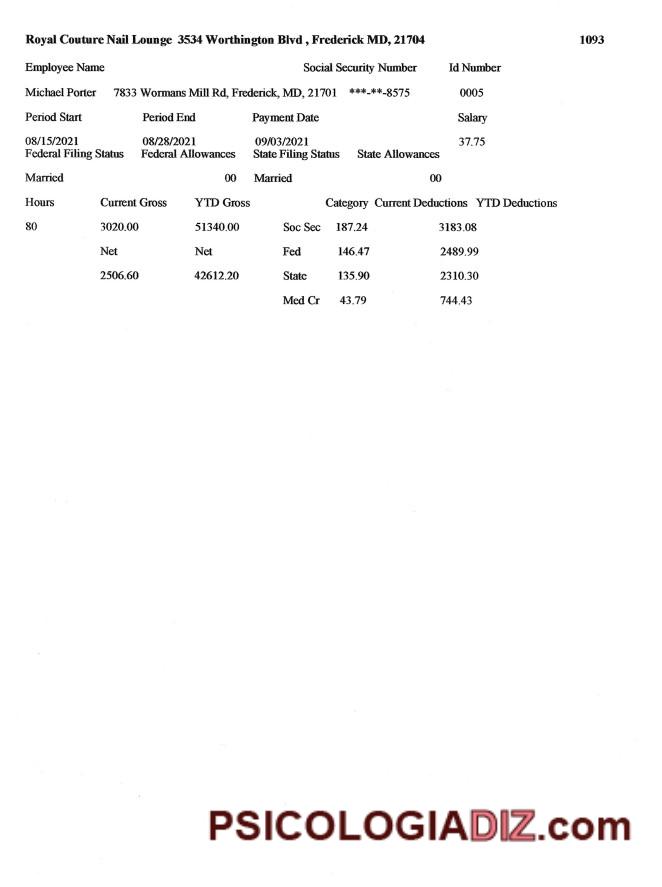 Royal Couture Nail Lounge 3534 Worthington Blvd , Frederick MD, 21704 1093
Employee Name Social Security Number Id Number
Michael Porter 7833 Wormans Mill Rd, Frederick, MD, 21701 ***-**-8575 0005
Period Start Period End Payment Date Salary
08/15/2021 08/28/2021 09/03/2021 37.75
Federal Filing Status Federal Allowances State Filing Status State Allowances
Married 00 Married 00
Hours Current Gross YTD Gross Category Current Deductions YTD Deductions
80 3020.00 51340.00 Soc Sec 187.24 3183.08
Net Net Fed 146.47 2489.99
2506.60 42612.20 State 135.90 2310.30
Med Cr 43.79 744.43
PSICOLOGIADIZ.com